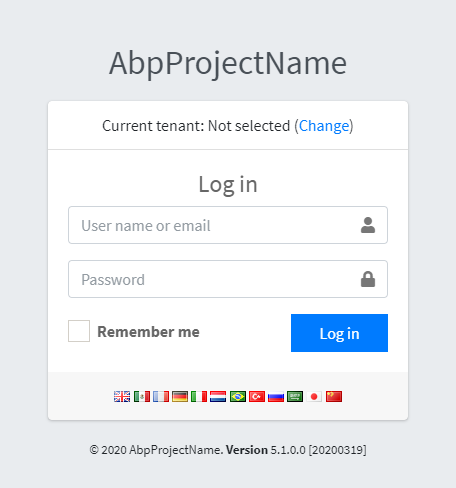 AbpProjectName
Current tenant: Not selected (Change)
Log in
User name or email
Password
Remember me
Log in
© 2020 AbpProjectName. Version 5.1.0.0 [20200319]